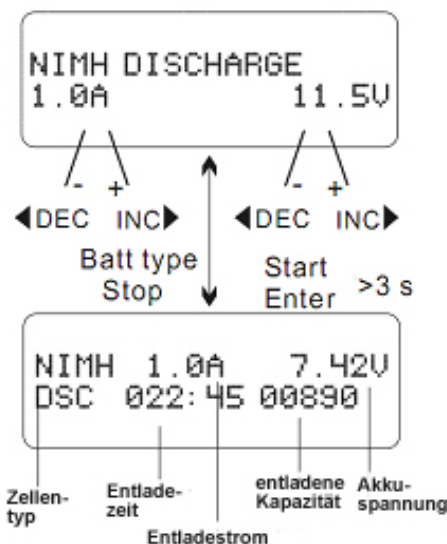 NIMH DISCHARGE
1.0A 11.5V
- + - +
◀DEC INC▶ ◀DEC INC▶
Batt type Start
Stop Enter >3 s
NIMH 1.0A 7.42V
DSC 022:45 00890
Zellen- Entlade- entladene Akku-
typ zeit Kapazität spannung
Entladestrom